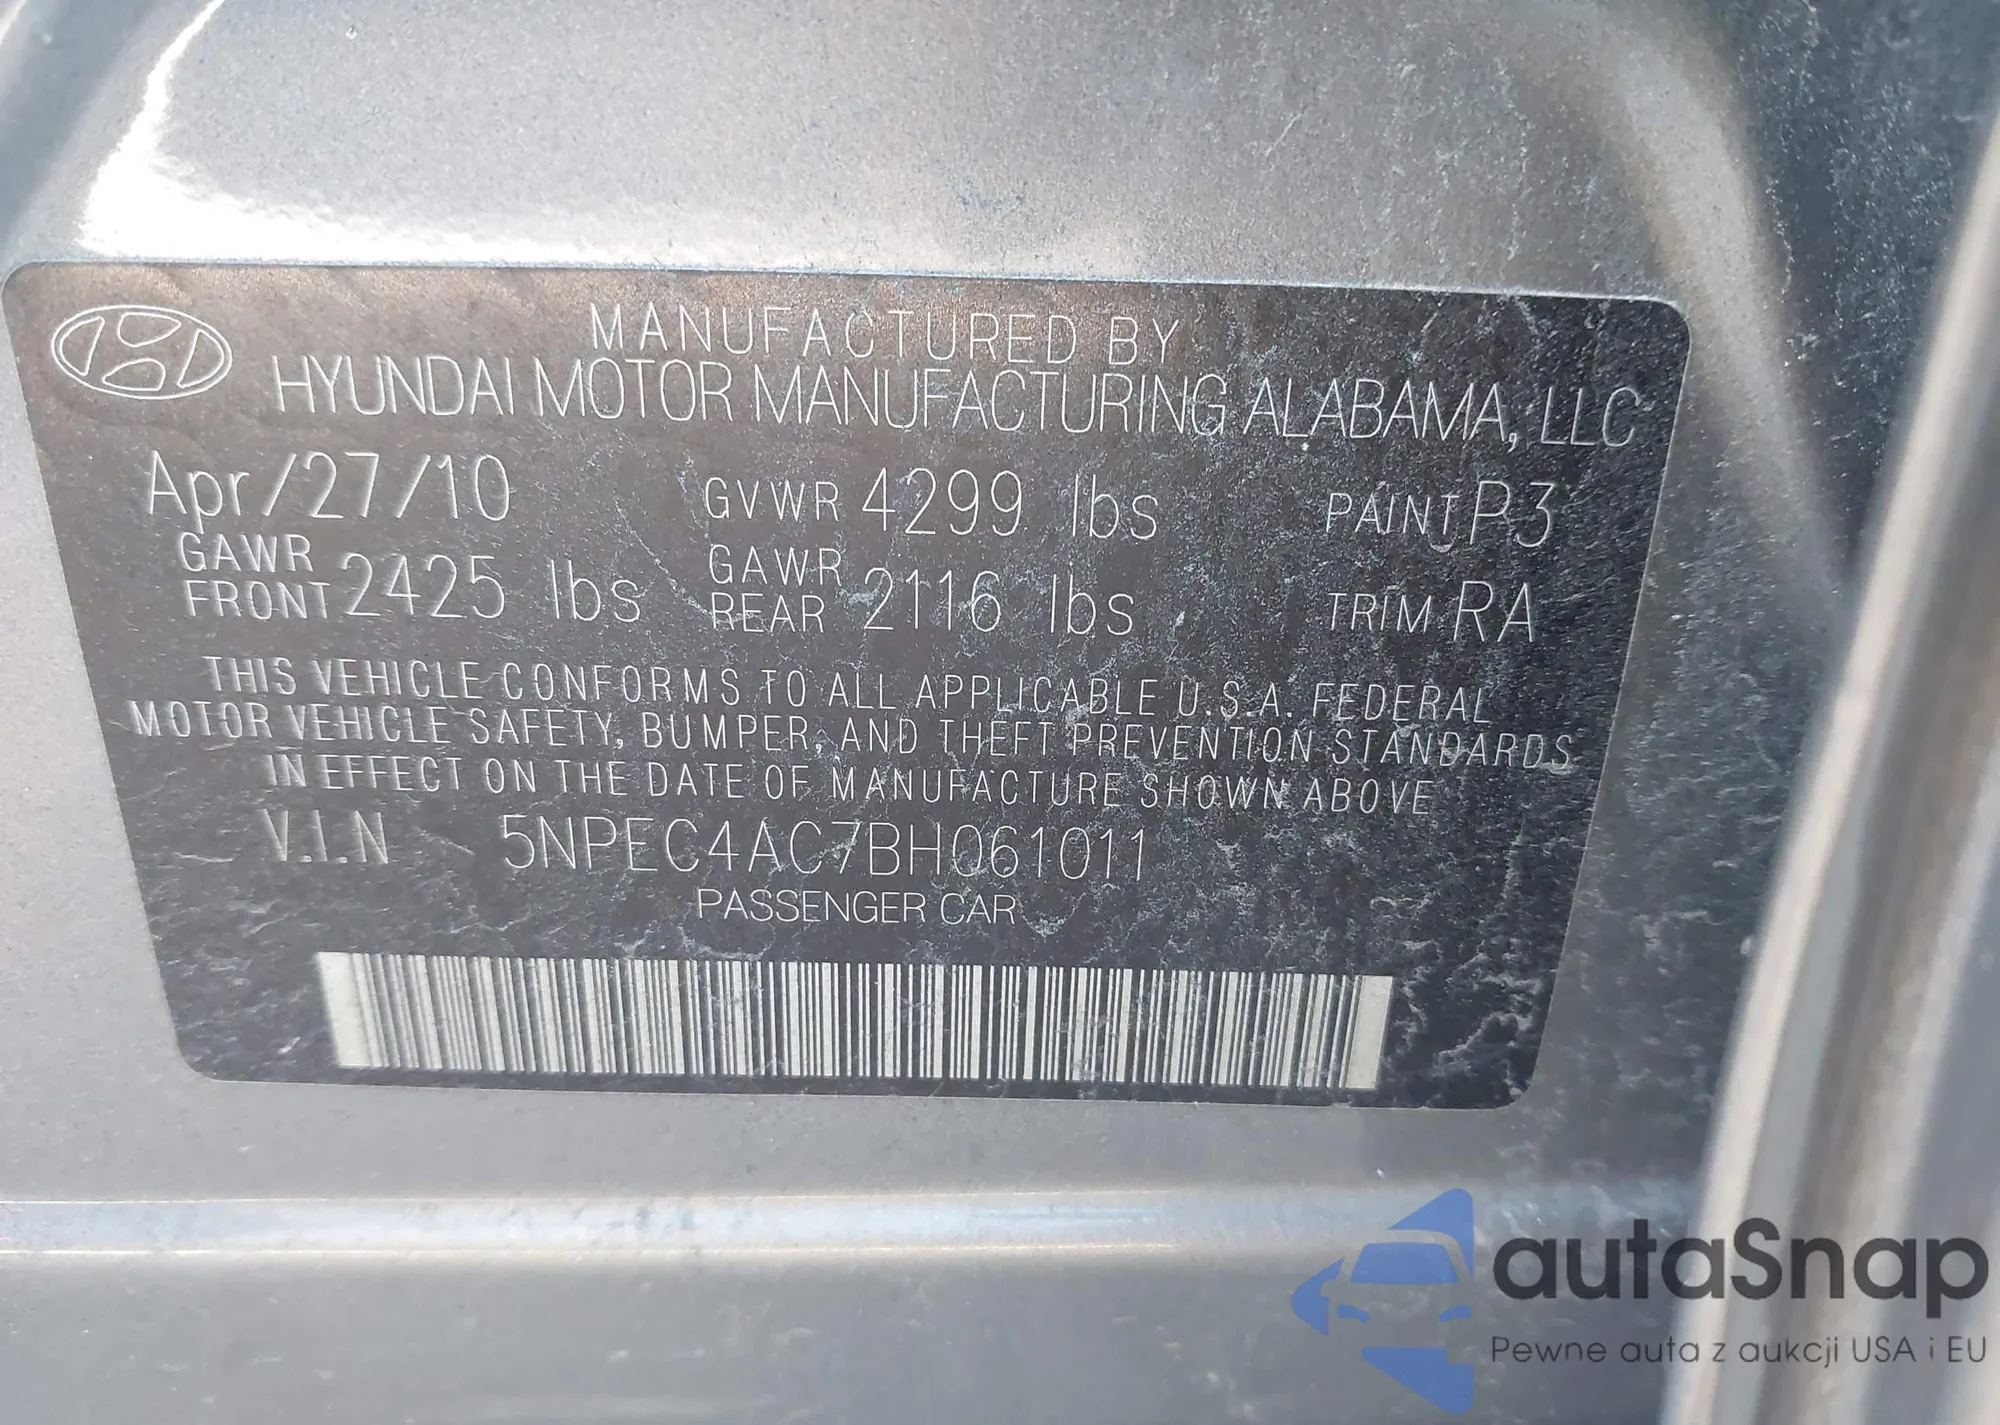 MANUFACTURED BY
HYUNDAI MOTOR MANUFACTURING ALABAMA, LLC
Apr/27/10 GVWR 4299 lbs PAINT P3
GAWR FRONT 2425 lbs GAWR REAR 2116 lbs TRIM RA
THIS VEHICLE CONFORMS TO ALL APPLICABLE U.S.A. FEDERAL
MOTOR VEHICLE SAFETY, BUMPER, AND THEFT PREVENTION STANDARDS
IN EFFECT ON THE DATE OF MANUFACTURE SHOWN ABOVE
V.I.N 5NPEC4AC7BH061011
PASSENGER CAR
autaSnap
Pewne auta z aukcji USA i EU